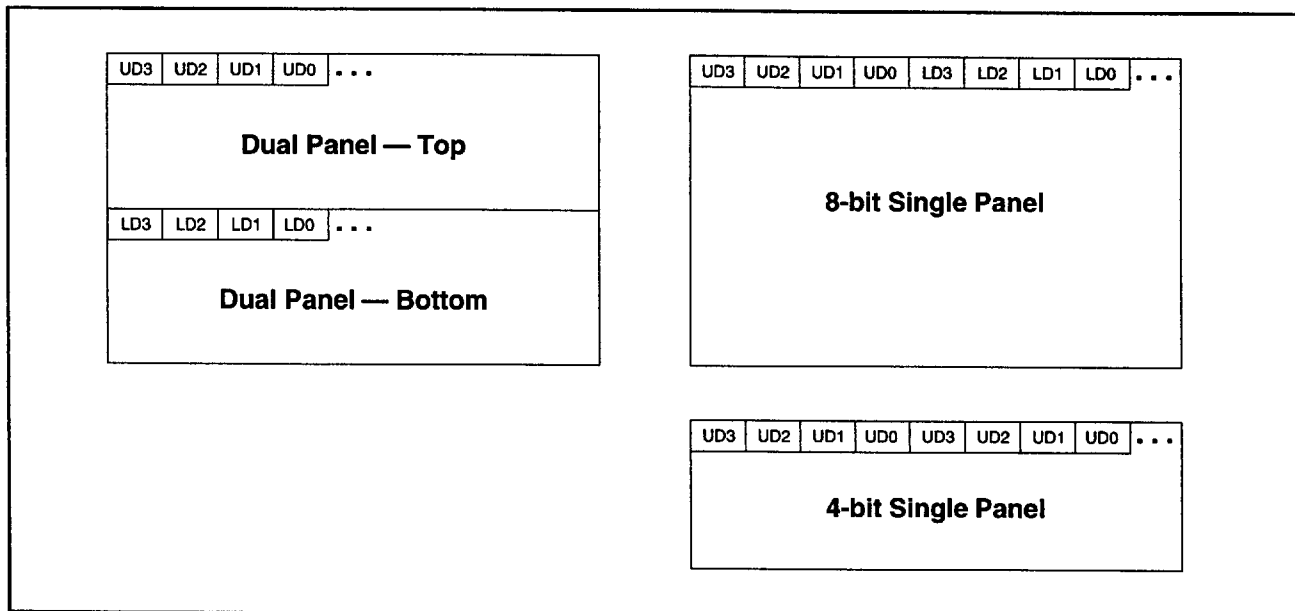 UD3 UD2 UD1 UD0 ...
Dual Panel — Top
LD3 LD2 LD1 LD0 ...
Dual Panel — Bottom
UD3 UD2 UD1 UD0 LD3 LD2 LD1 LD0 ...
8-bit Single Panel
UD3 UD2 UD1 UD0 UD3 UD2 UD1 UD0 ...
4-bit Single Panel